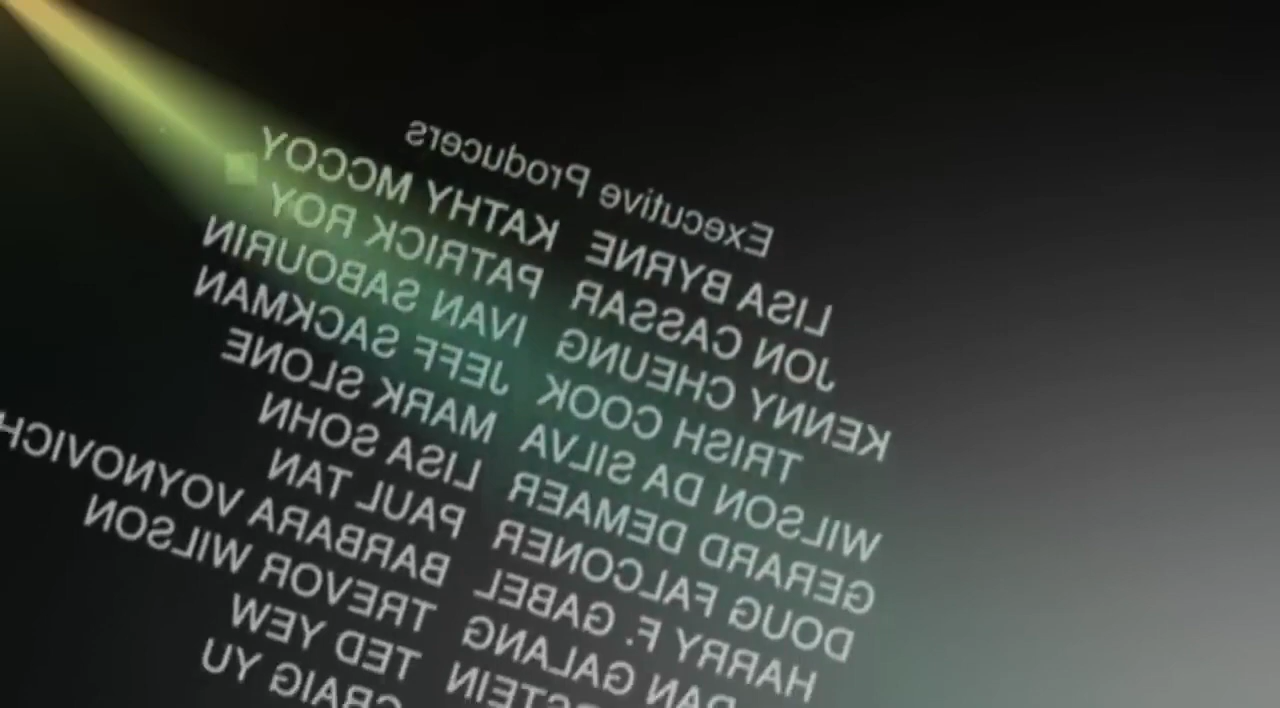 Executive Producers
LISA BYRNE KATHY MCCOY
JON CASSAR PATRICK ROY
KENNY CHEUNG IVAN SABOURIN
TRISH COOK JEFF SACKMAN
WILSON DA SILVA MARK SLONE
GERARD DEMAER LISA SOHN
DOUG FALCONER PAUL TAN
HARRY F. GABEL BARBARA VOYNOVICH
GALANG TREVOR WILSON
TED YEW
CRAIG YU